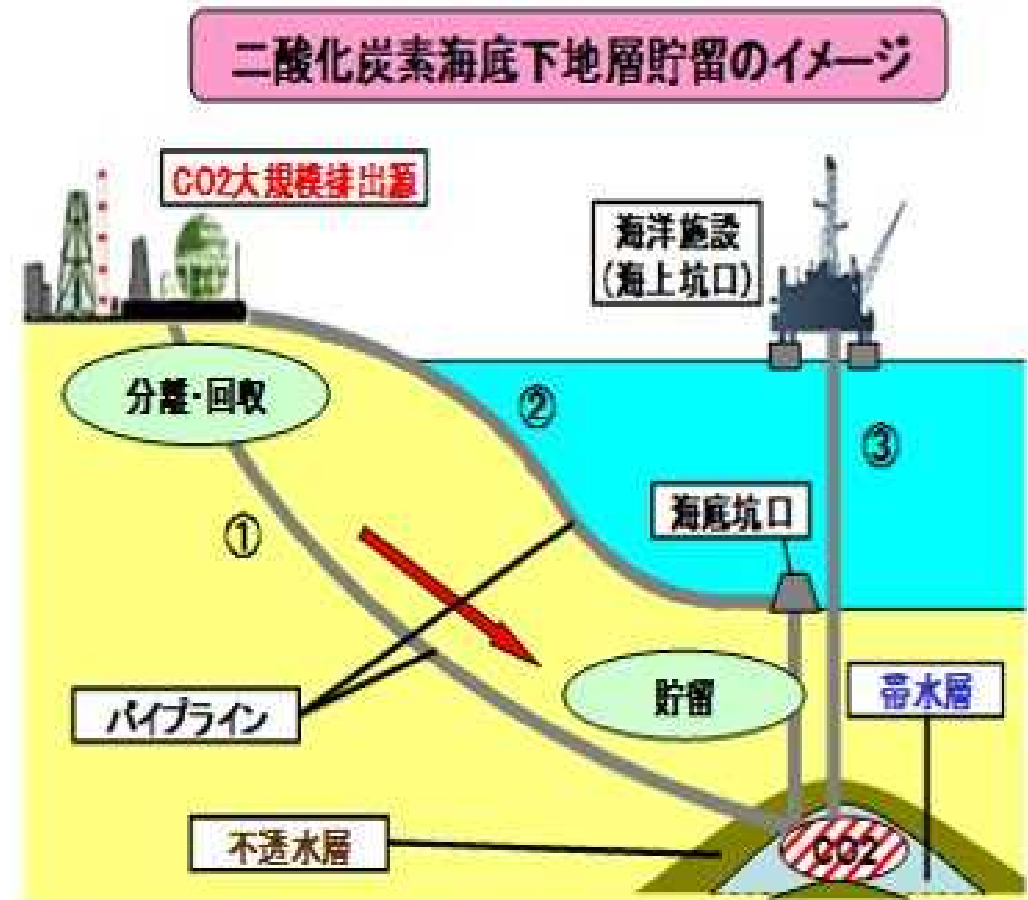 二酸化炭素海底下地層貯留のイメージ
CO2大規模排出源
海洋施設
(海上坑口)
分離・回収
②
③
海底坑口
①
貯留
帯水層
パイプライン
不透水層
CO2